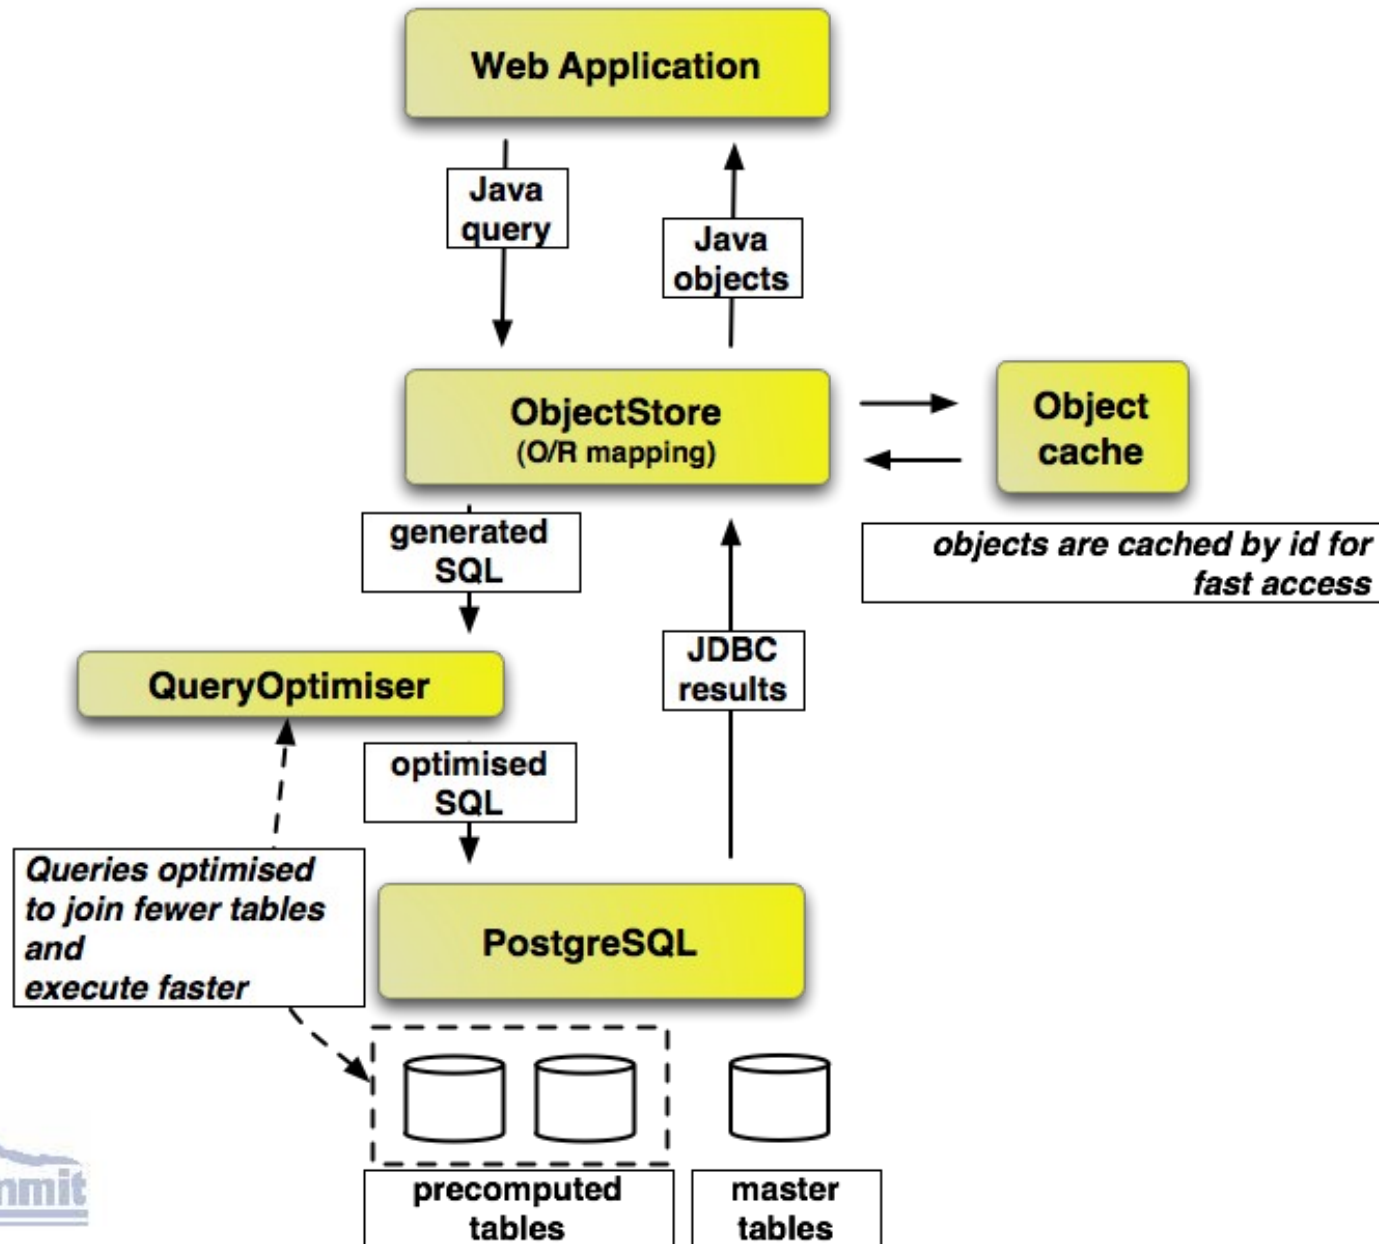 Web Application
Java
query
Java
objects
ObjectStore
(O/R mapping)
Object
cache
generated
SQL
objects are cached by id for
fast access
JDBC
results
QueryOptimiser
optimised
SQL
Queries optimised
to join fewer tables
and
execute faster
PostgreSQL
precomputed
tables
master
tables